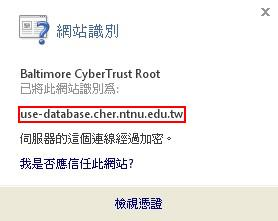 網站識別
Baltimore CyberTrust Root
已將此網站識別為:
use-database.cher.ntnu.edu.tw
伺服器的這個連線經過加密。
我是否應信任此網站?
檢視憑證